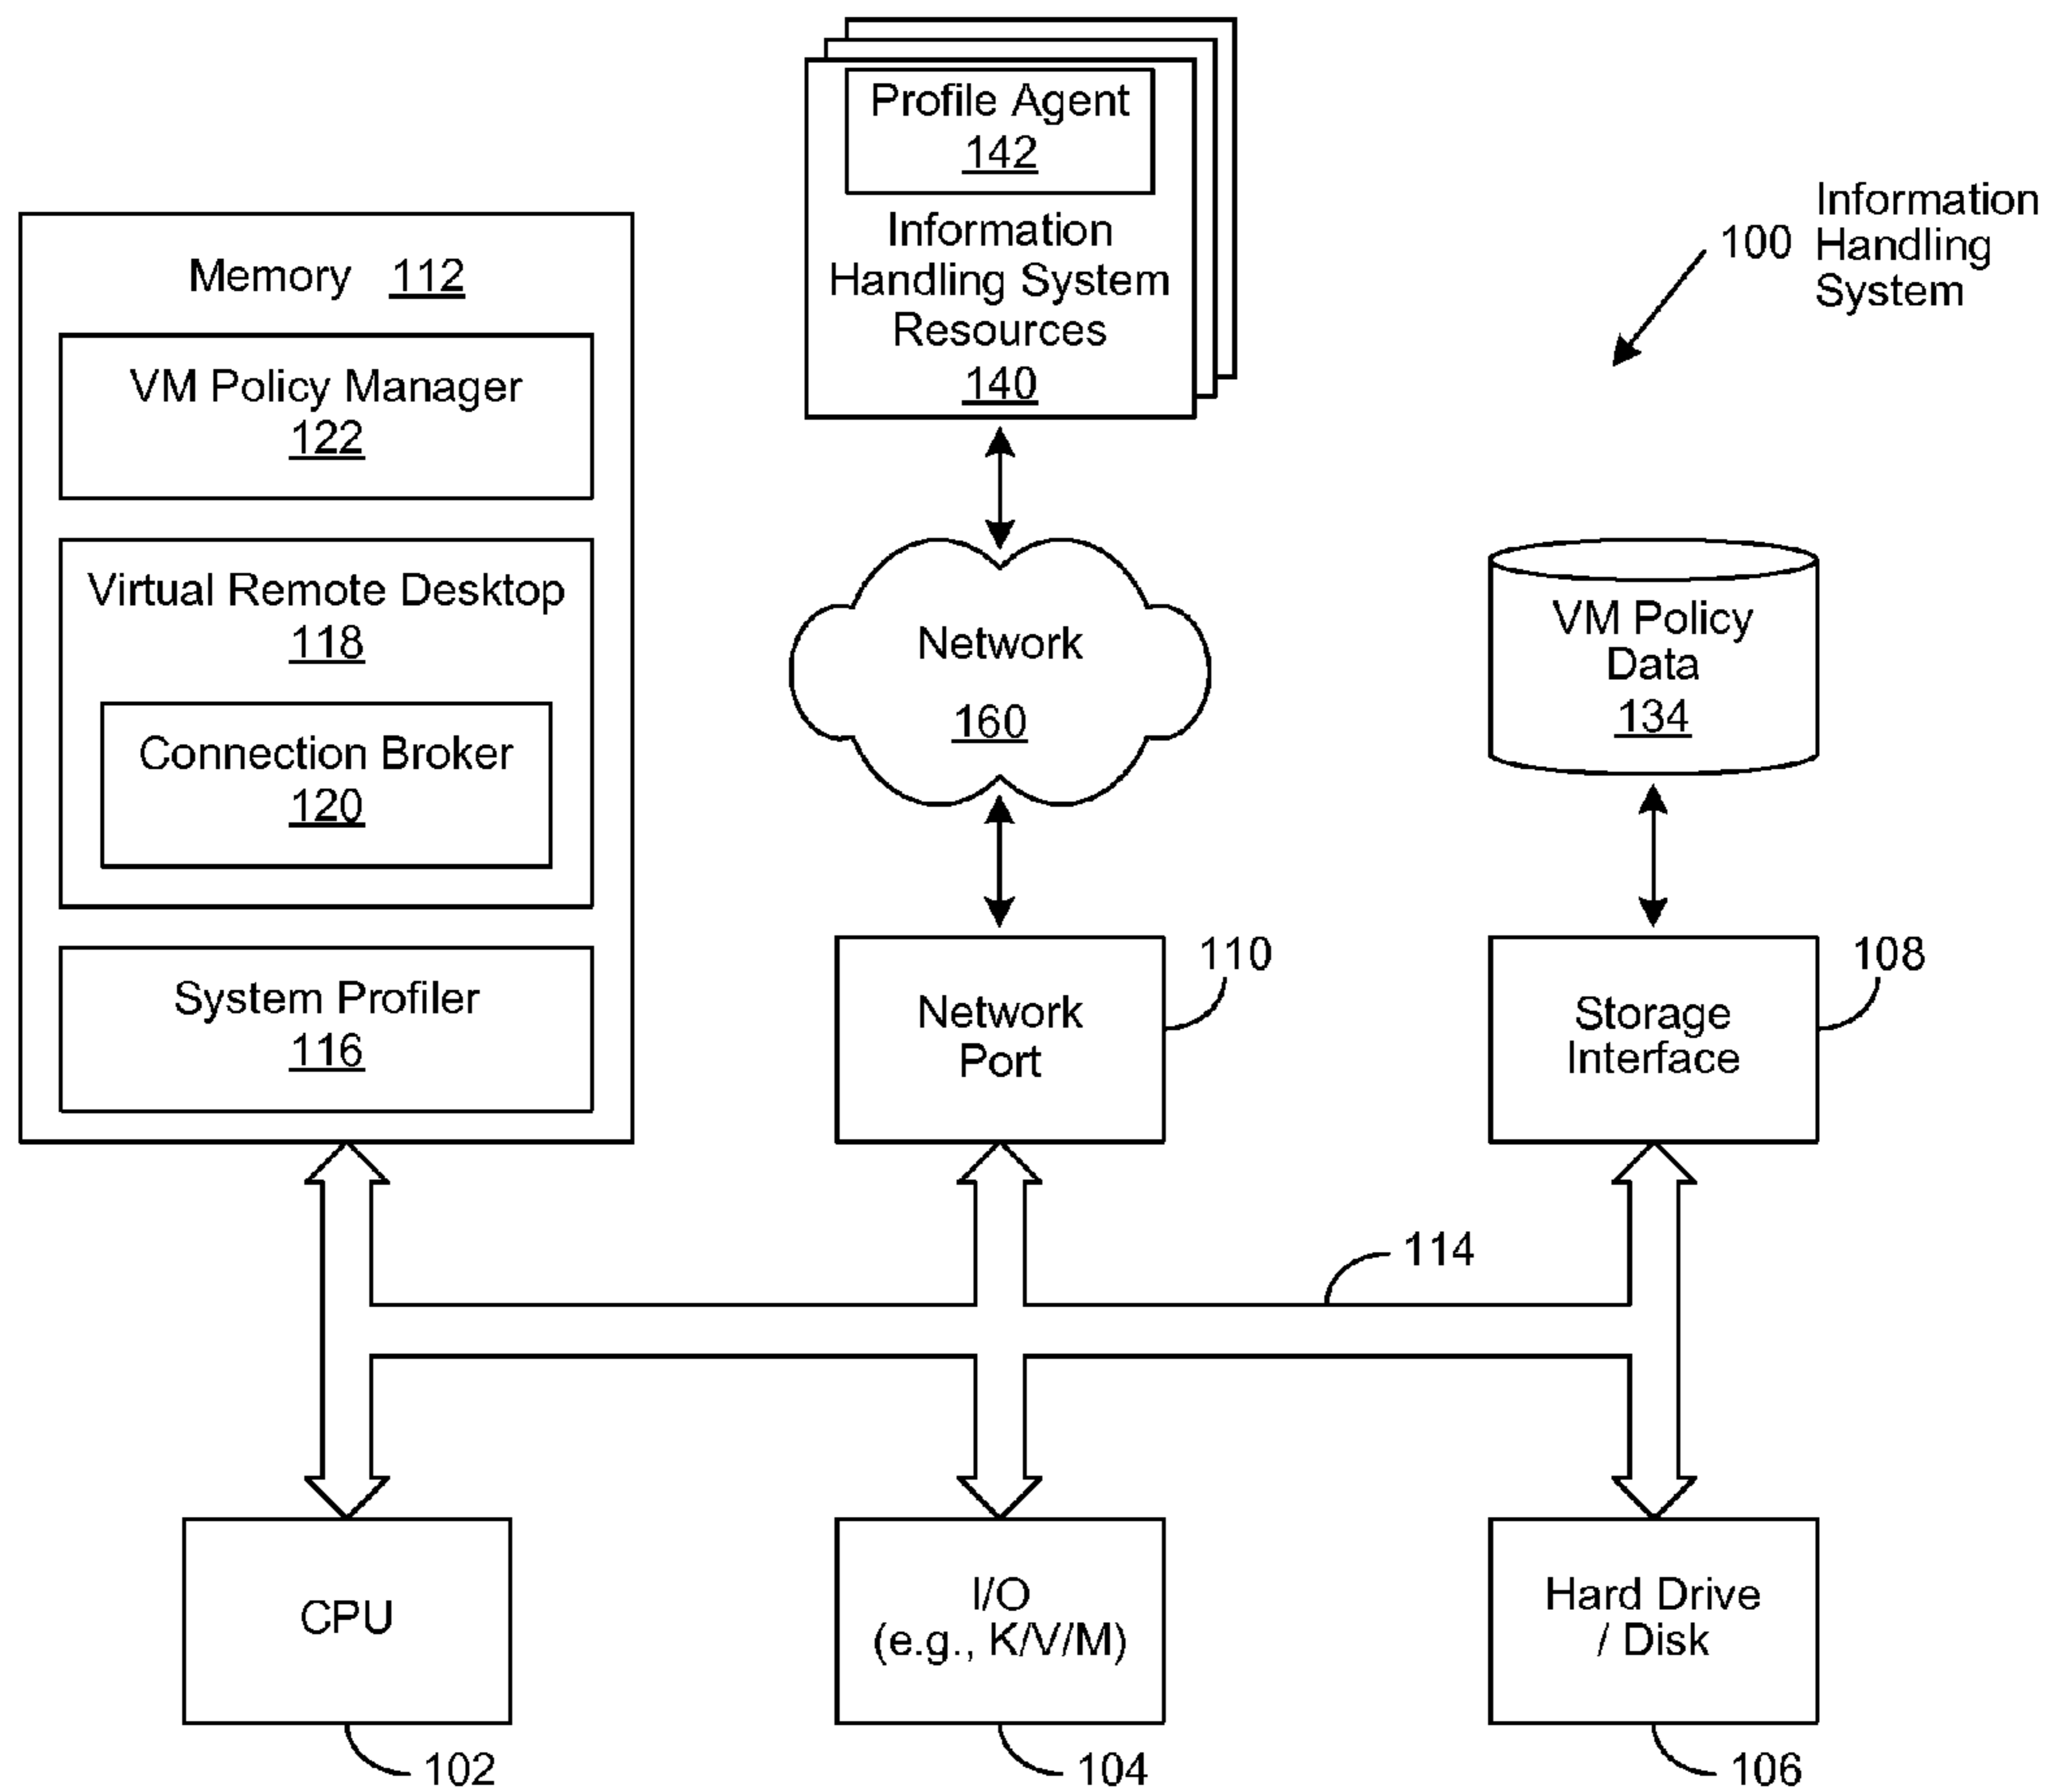 Profile Agent
142
Information
Handling System
Resources
140
100
Information
Handling
System
Memory 112
VM Policy Manager
122
Virtual Remote Desktop
118
Connection Broker
120
System Profiler
116
Network
160
VM Policy
Data
134
Network
Port
110
Storage
Interface
108
114
CPU
102
I/O
(e.g., K/V/M)
104
Hard Drive
/ Disk
106